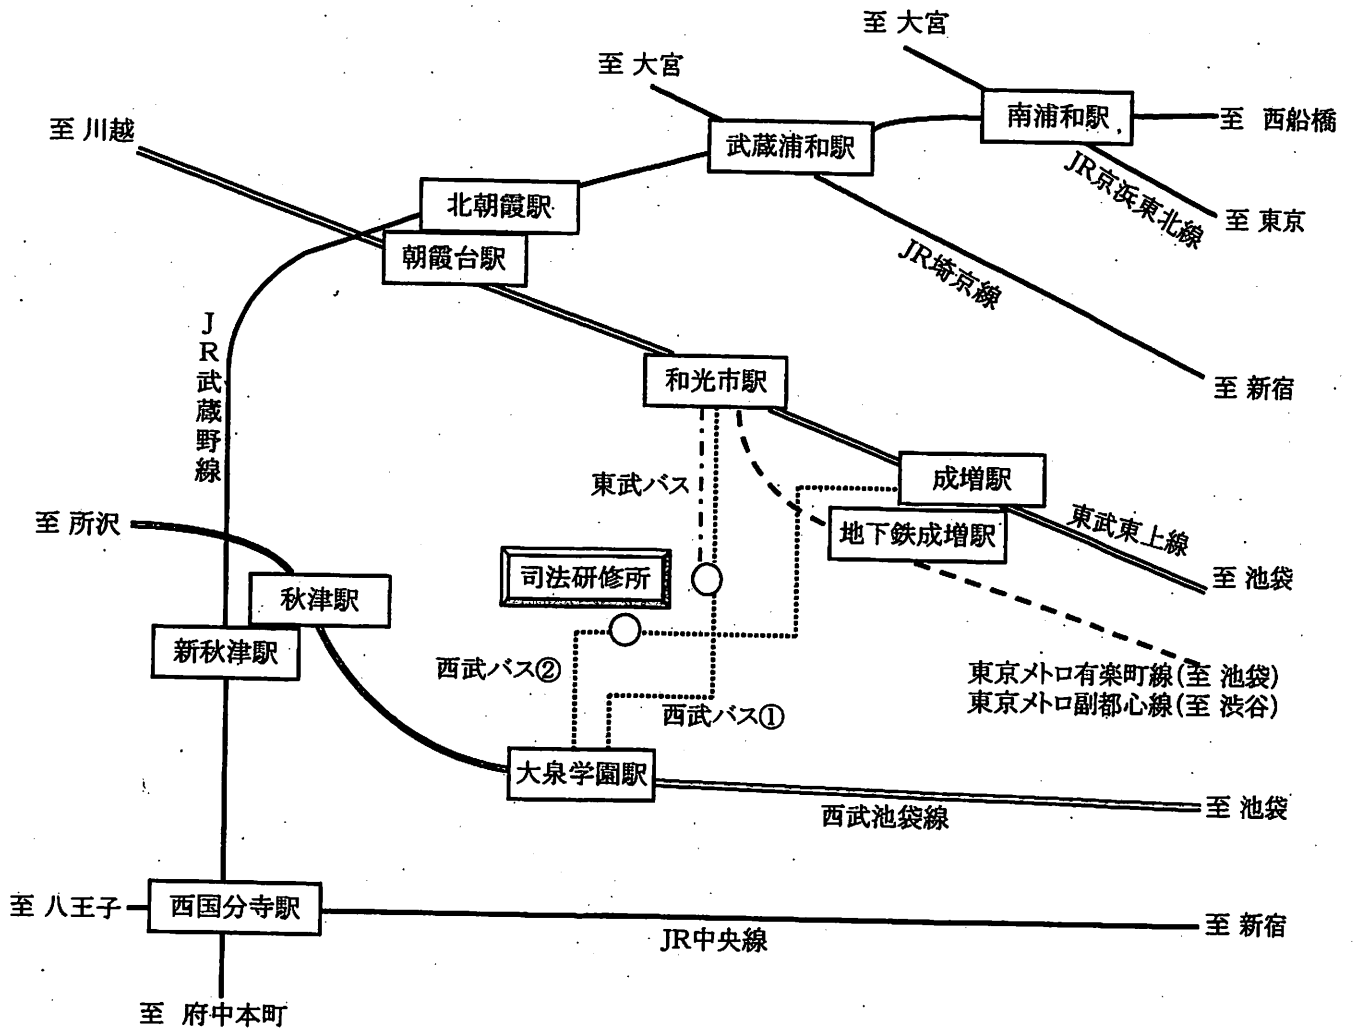 至 大宮
至 大宮
南浦和駅
至 西船橋
至 川越
武蔵浦和駅
JR京浜東北線
至 東京
北朝霞駅
朝霞台駅
JR埼京線
JR武蔵野線
和光市駅
至 新宿
東武バス
成増駅
地下鉄成増駅
東武東上線
至 池袋
至 所沢
司法研修所
秋津駅
新秋津駅
西武バス②
西武バス①
東京メトロ有楽町線(至 池袋)
東京メトロ副都心線(至 渋谷)
大泉学園駅
西武池袋線
至 池袋
至 八王子
西国分寺駅
JR中央線
至 新宿
至 府中本町